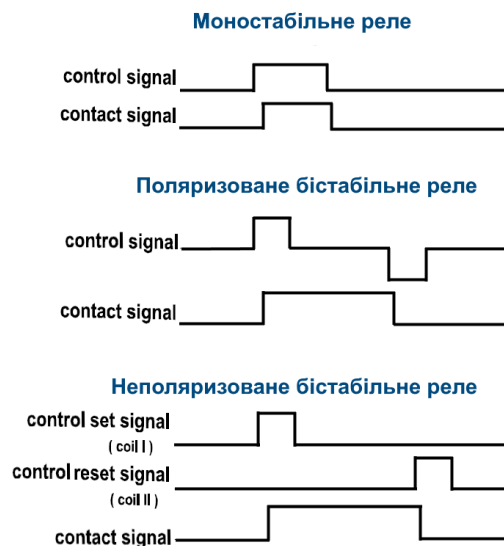 Моностабільне реле
control signal
contact signal
Поляризоване бістабільне реле
control signal
contact signal
Неполяризоване бістабільне реле
control set signal
( coil I )
control reset signal
( coil II )
contact signal